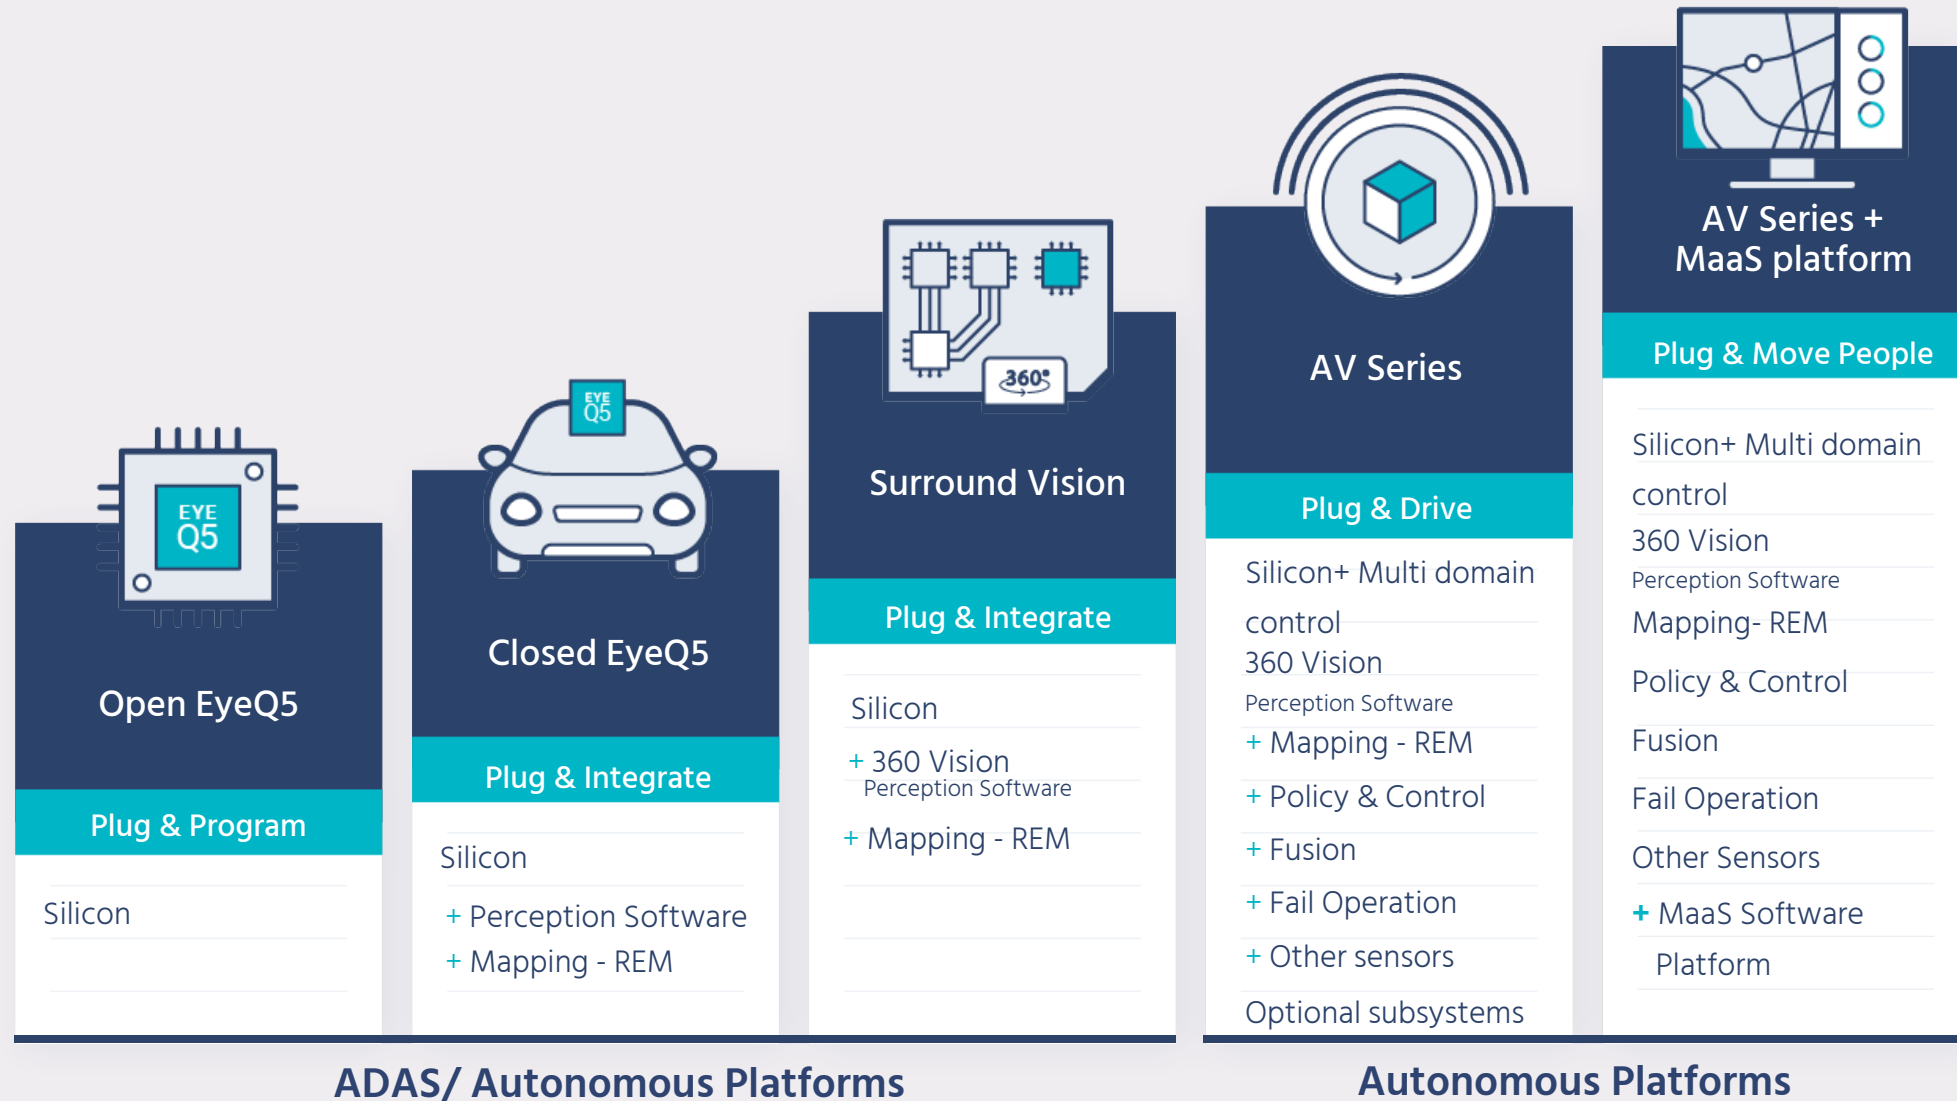 EYE
Q5
Open EyeQ5
Plug & Program
Silicon
EYE
Q5
Closed EyeQ5
Plug & Integrate
Silicon
+ Perception Software
+ Mapping - REM
360°
Surround Vision
Plug & Integrate
Silicon
+ 360 Vision
Perception Software
+ Mapping - REM
ADAS/ Autonomous Platforms
AV Series
Plug & Drive
Silicon+ Multi domain
control
360 Vision
Perception Software
+ Mapping - REM
+ Policy & Control
+ Fusion
+ Fail Operation
+ Other sensors
Optional subsystems
AV Series +
MaaS platform
Plug & Move People
Silicon+ Multi domain
control
360 Vision
Perception Software
Mapping- REM
Policy & Control
Fusion
Fail Operation
Other Sensors
+ MaaS Software
Platform
Autonomous Platforms